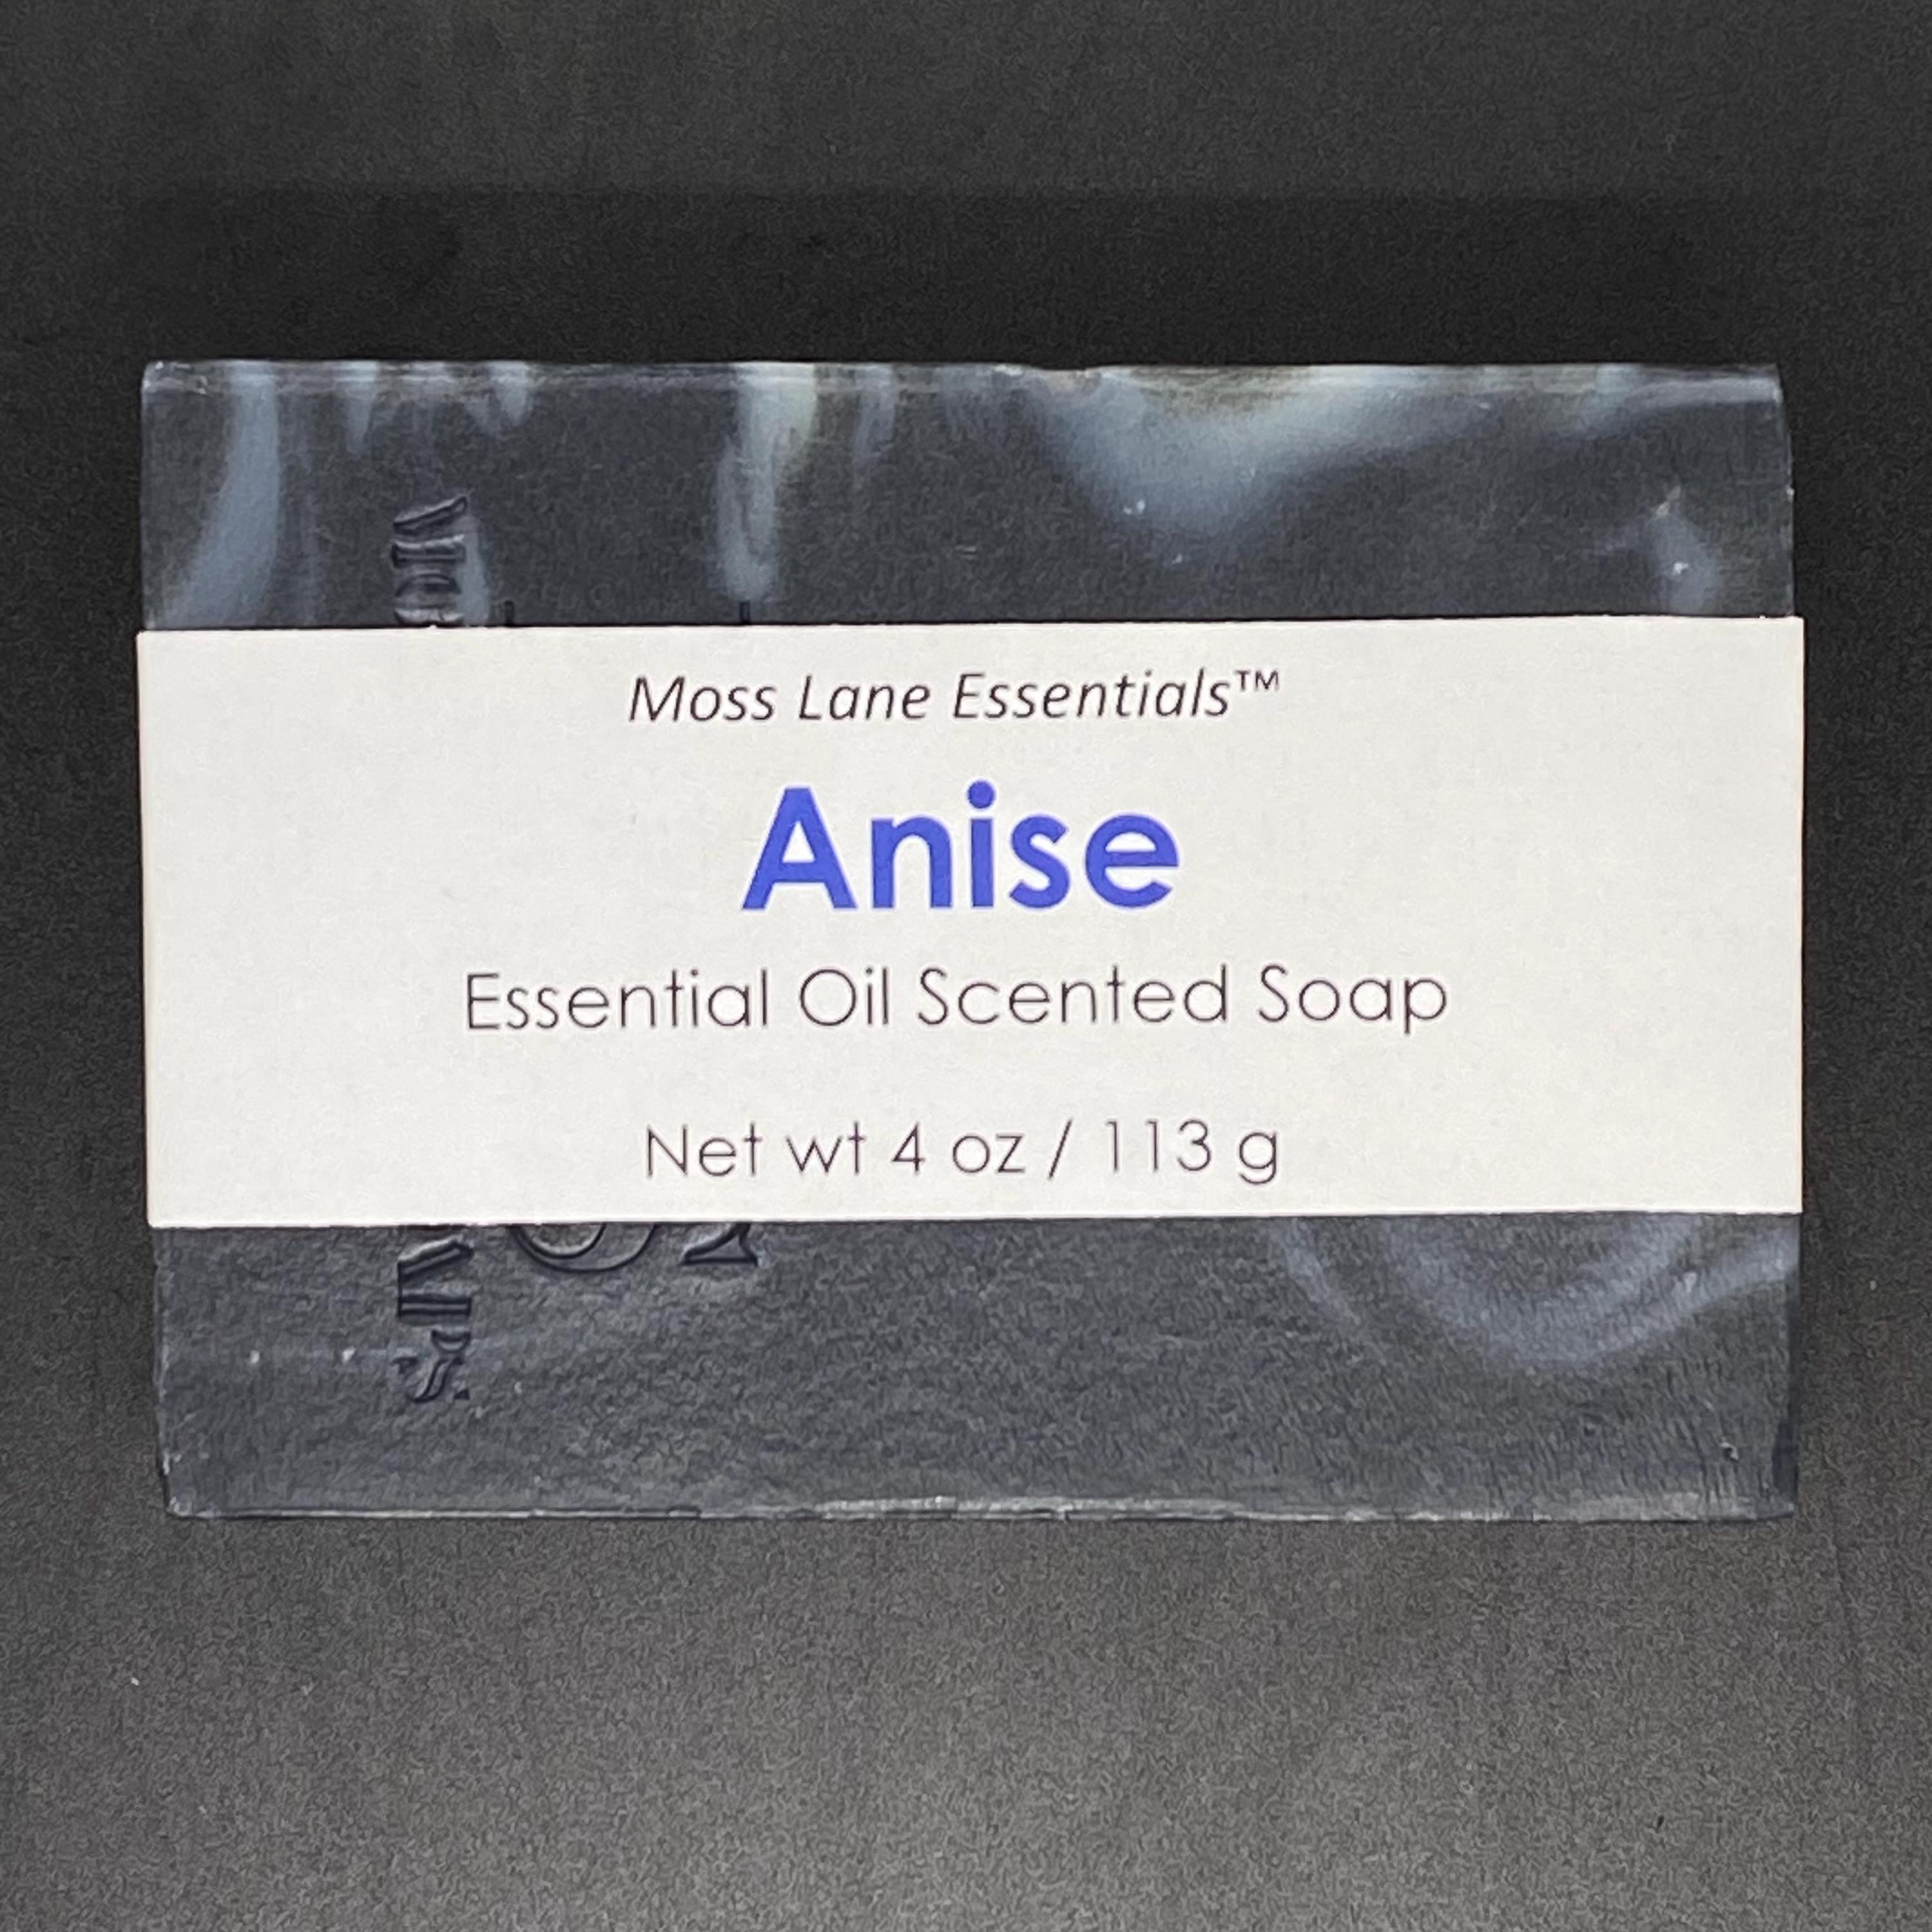 Moss Lane Essentials™
Anise
Essential Oil Scented Soap
Net wt 4 oz / 113 g